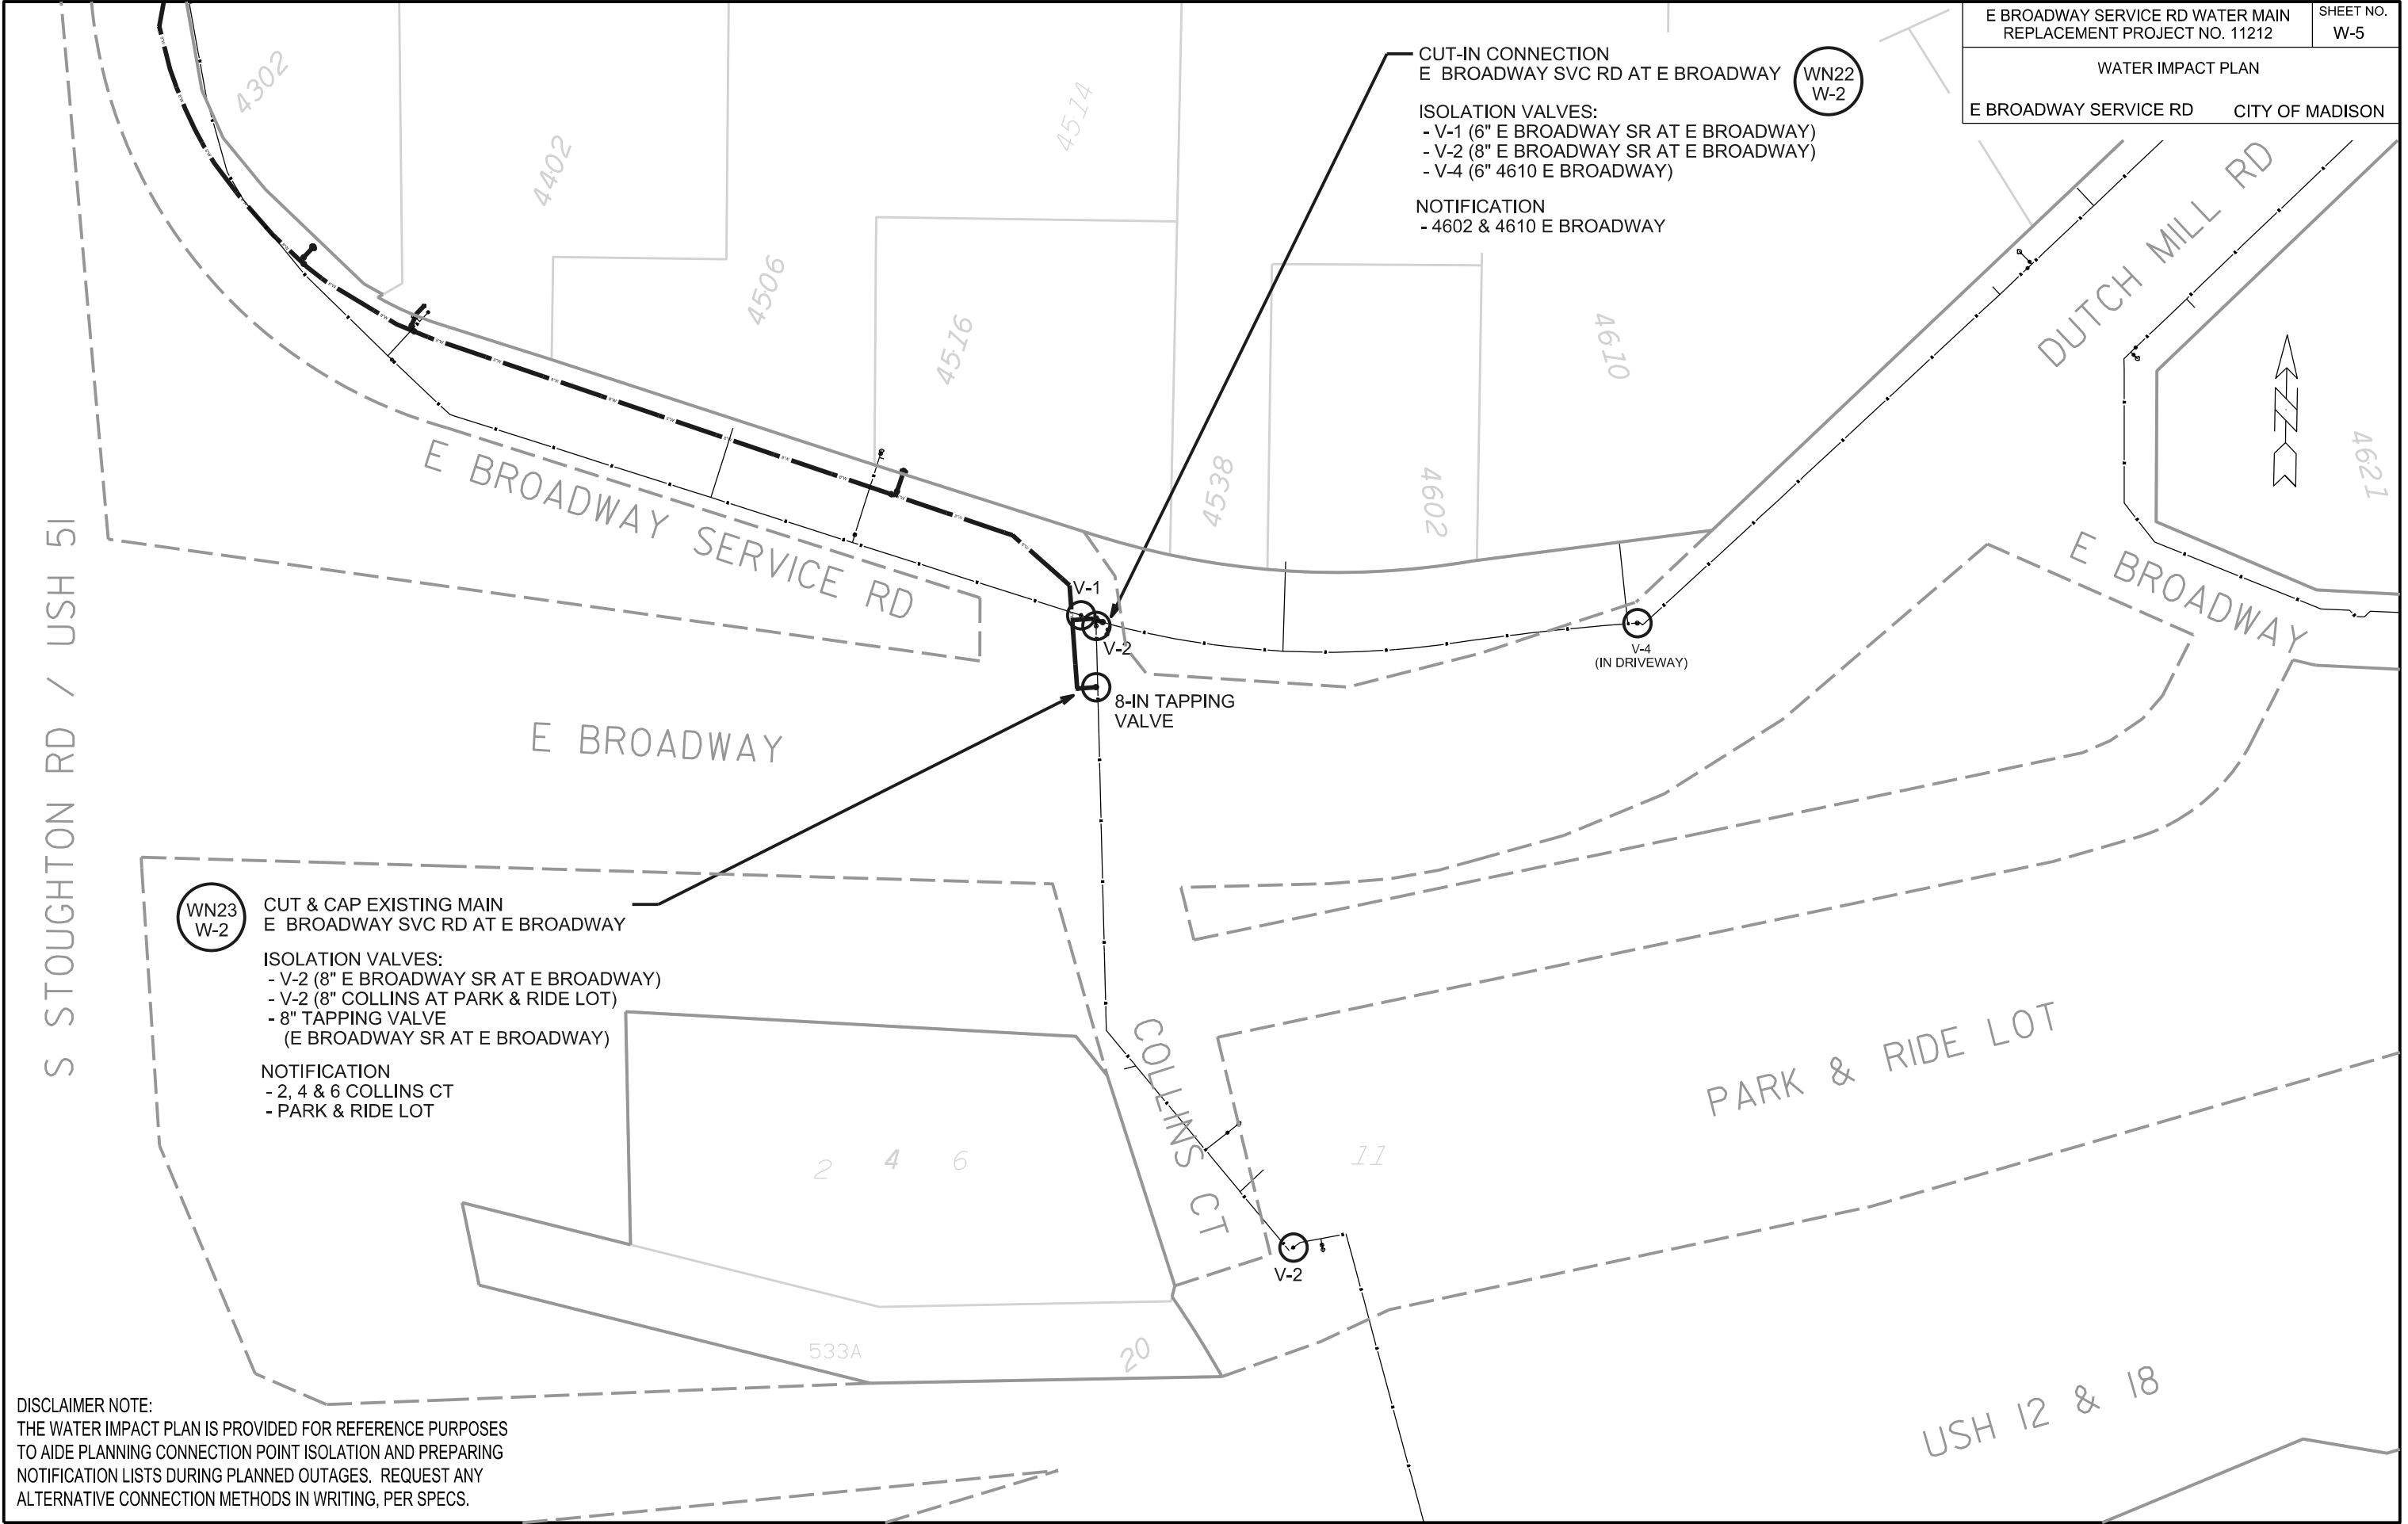 E BROADWAY SERVICE RD WATER MAIN
REPLACEMENT PROJECT NO. 11212
SHEET NO.
W-5
WATER IMPACT PLAN
E BROADWAY SERVICE RD
CITY OF MADISON
CUT-IN CONNECTION
E BROADWAY SVC RD AT E BROADWAY
WN22
W-2
ISOLATION VALVES:
- V-1 (6" E BROADWAY SR AT E BROADWAY)
- V-2 (8" E BROADWAY SR AT E BROADWAY)
- V-4 (6" 4610 E BROADWAY)
NOTIFICATION
- 4602 & 4610 E BROADWAY
4302
4402
4514
4506
4516
4538
4602
4610
4621
DUTCH MILL RD
E BROADWAY
E BROADWAY SERVICE RD
V-1
V-2
V-4
(IN DRIVEWAY)
8-IN TAPPING
VALVE
E BROADWAY
S STOUGHTON RD / USH 51
WN23
W-2
CUT & CAP EXISTING MAIN
E BROADWAY SVC RD AT E BROADWAY
ISOLATION VALVES:
- V-2 (8" E BROADWAY SR AT E BROADWAY)
- V-2 (8" COLLINS AT PARK & RIDE LOT)
- 8" TAPPING VALVE
(E BROADWAY SR AT E BROADWAY)
NOTIFICATION
- 2, 4 & 6 COLLINS CT
- PARK & RIDE LOT
COLLINS CT
PARK & RIDE LOT
2 4 6
11
V-2
533A
20
USH 12 & 18
DISCLAIMER NOTE:
THE WATER IMPACT PLAN IS PROVIDED FOR REFERENCE PURPOSES
TO AIDE PLANNING CONNECTION POINT ISOLATION AND PREPARING
NOTIFICATION LISTS DURING PLANNED OUTAGES. REQUEST ANY
ALTERNATIVE CONNECTION METHODS IN WRITING, PER SPECS.